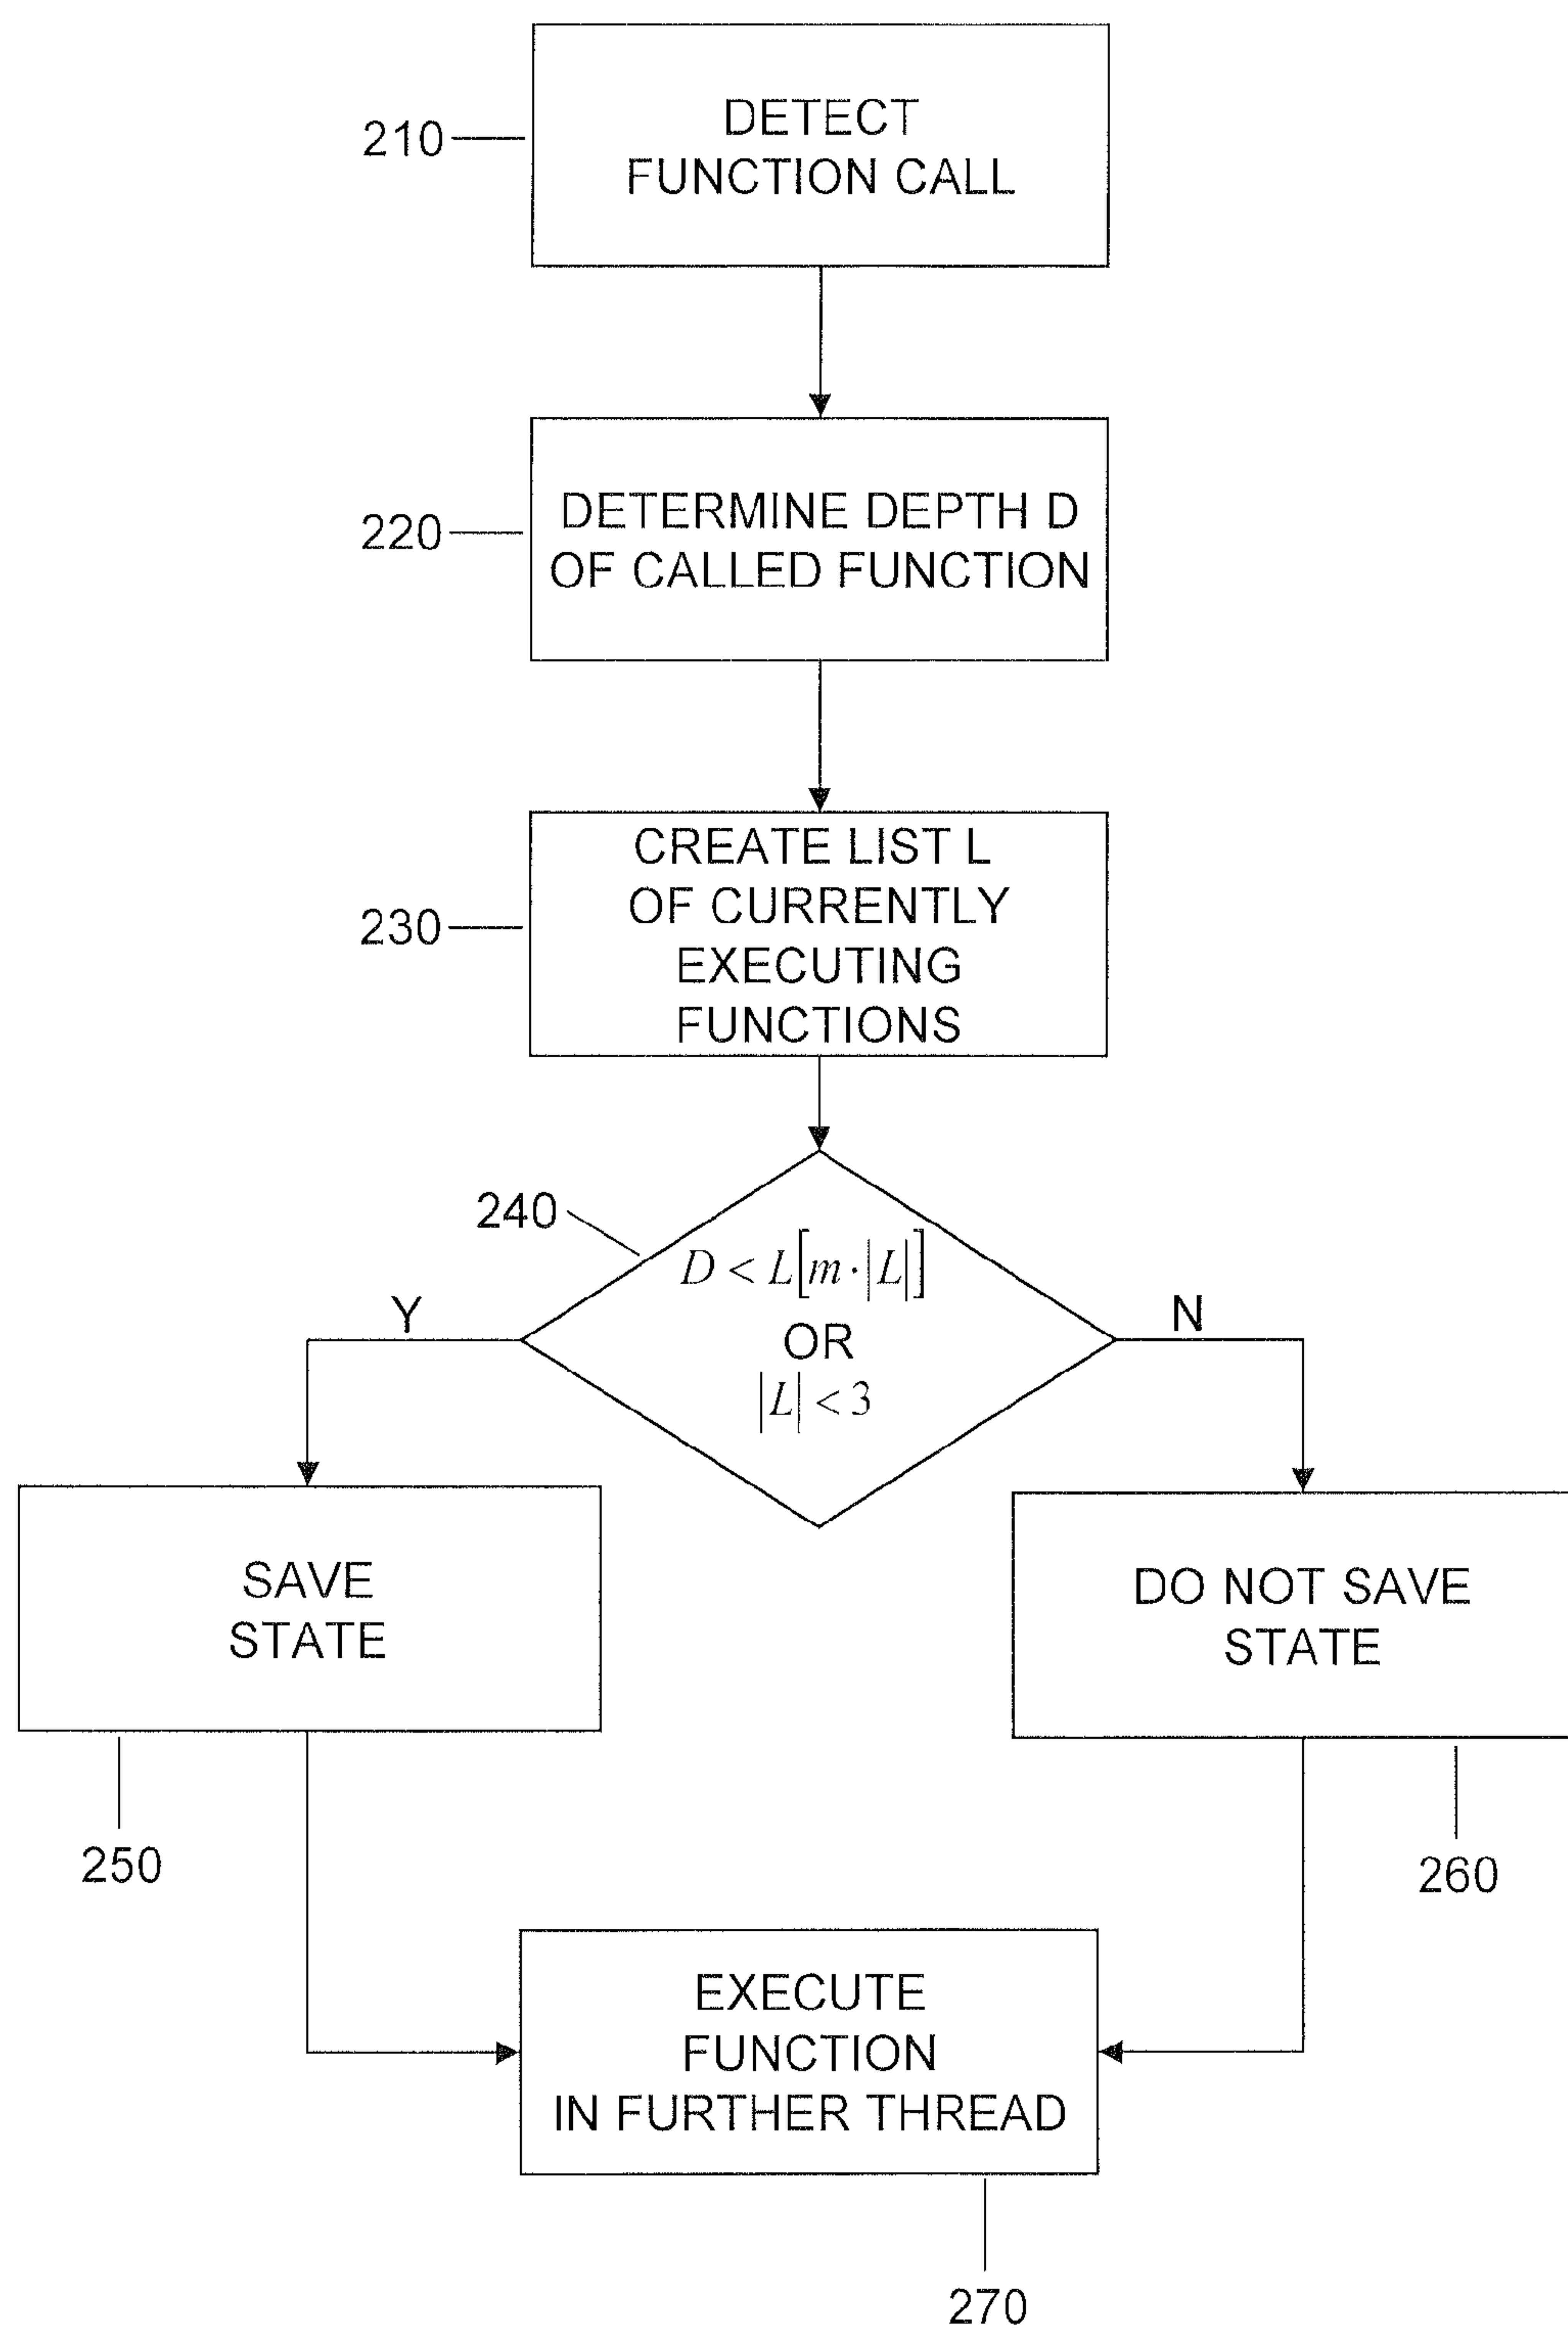 210
DETECT
FUNCTION CALL
220
DETERMINE DEPTH D
OF CALLED FUNCTION
230
CREATE LIST L
OF CURRENTLY
EXECUTING
FUNCTIONS
240
D < L[m·|L|]
OR
|L| < 3
Y
N
SAVE
STATE
DO NOT SAVE
STATE
250
260
EXECUTE
FUNCTION
IN FURTHER THREAD
270